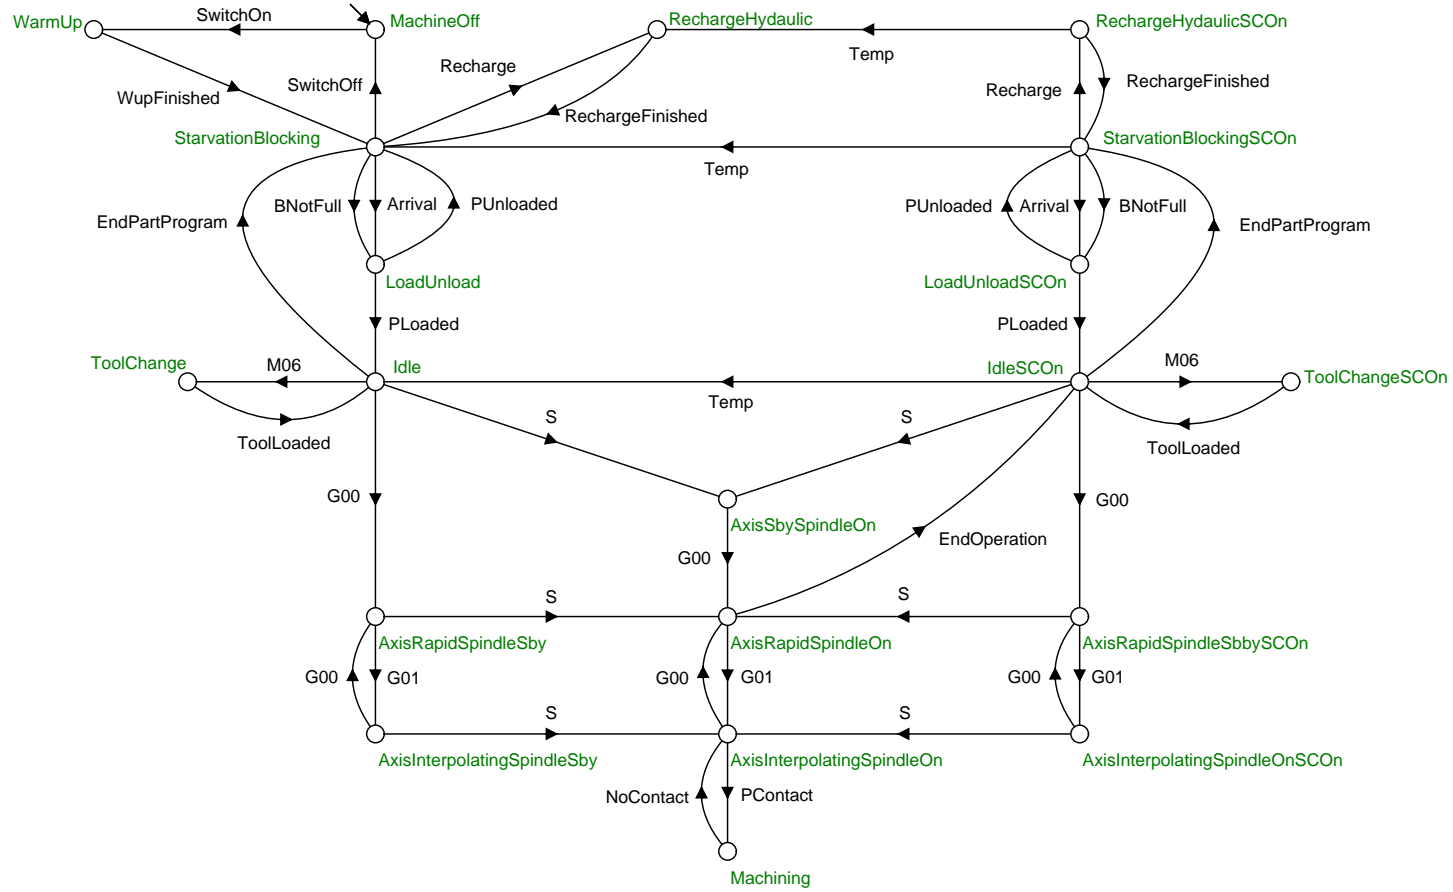 WarmUp
SwitchOn
MachineOff
RechargeHydaulic
RechargeHydaulicSCOn
Temp
Recharge
SwitchOff
WupFinished
RechargeFinished
Recharge
RechargeFinished
StarvationBlocking
StarvationBlockingSCOn
Temp
EndPartProgram
BNotFull
Arrival
PUnloaded
PUnloaded
Arrival
BNotFull
EndPartProgram
LoadUnload
LoadUnloadSCOn
PLoaded
PLoaded
ToolChange
M06
Idle
IdleSCOn
M06
ToolChangeSCOn
Temp
ToolLoaded
S
S
ToolLoaded
G00
G00
AxisSbySpindleOn
EndOperation
G00
S
S
AxisRapidSpindleSby
AxisRapidSpindleOn
AxisRapidSpindleSbbySCOn
G00
G01
G00
G01
G00
G01
S
S
AxisInterpolatingSpindleSby
AxisInterpolatingSpindleOn
AxisInterpolatingSpindleOnSCOn
NoContact
PContact
Machining